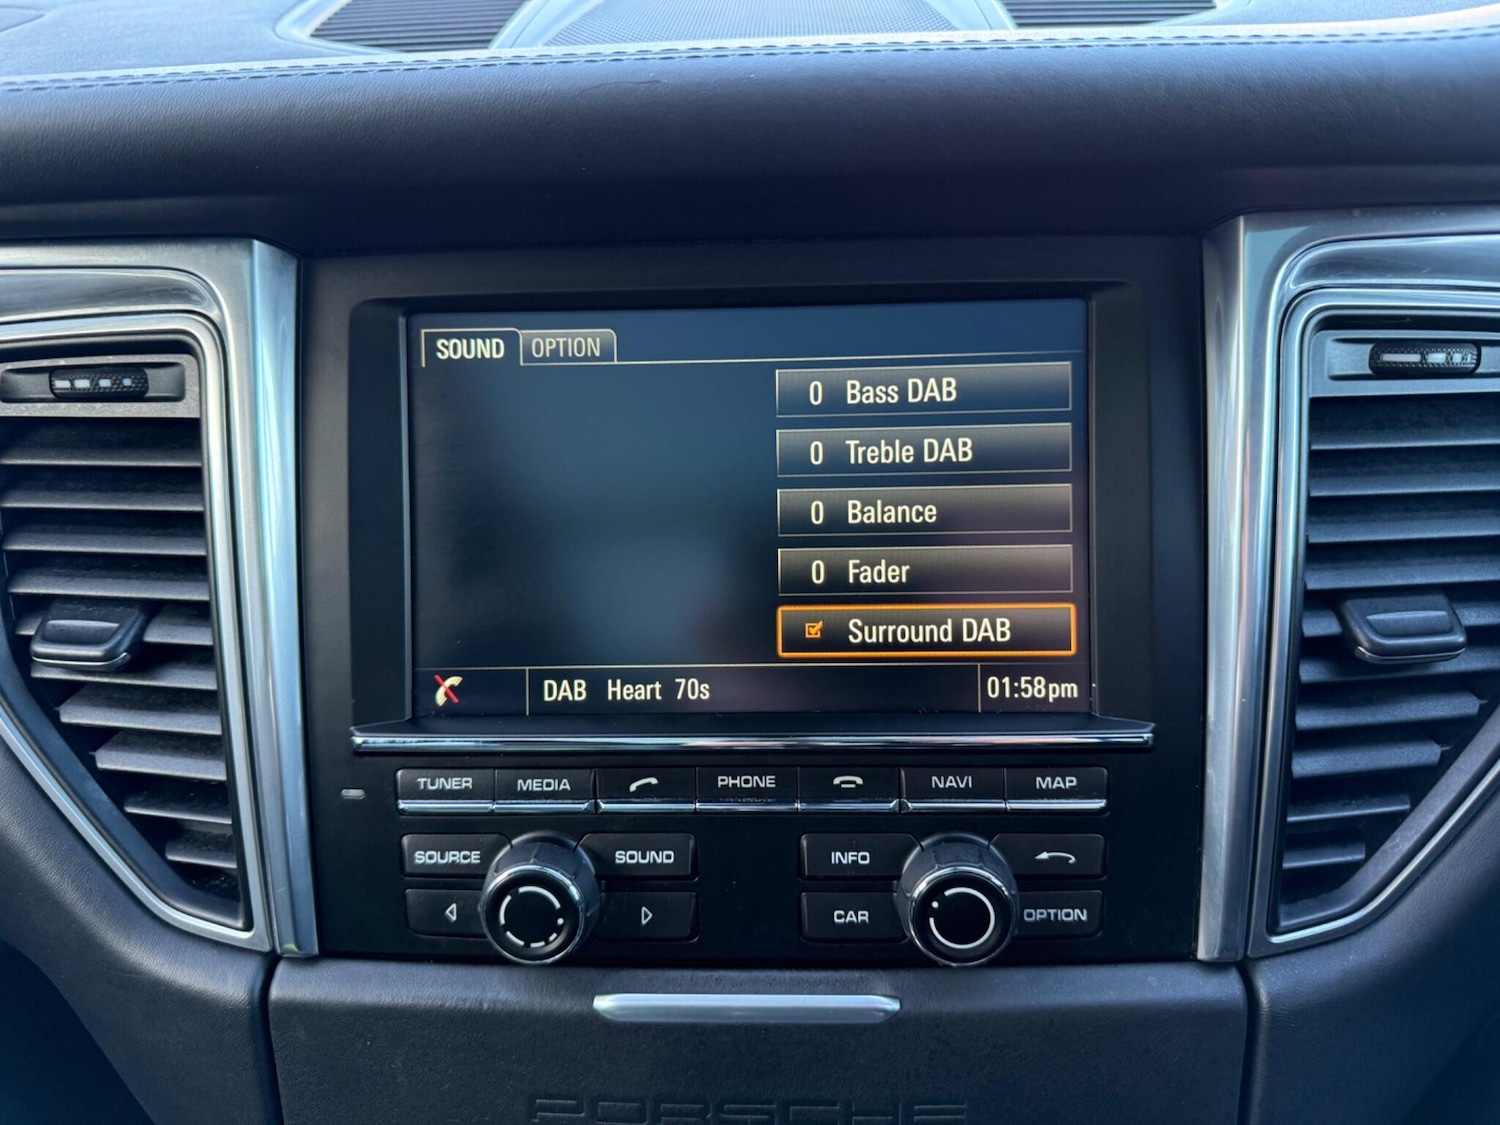 SOUND OPTION
0 Bass DAB
0 Treble DAB
0 Balance
0 Fader
Surround DAB
DAB Heart 70s 01:58pm
TUNER MEDIA PHONE NAVI MAP
SOURCE SOUND INFO
CAR OPTION
PORSCHE